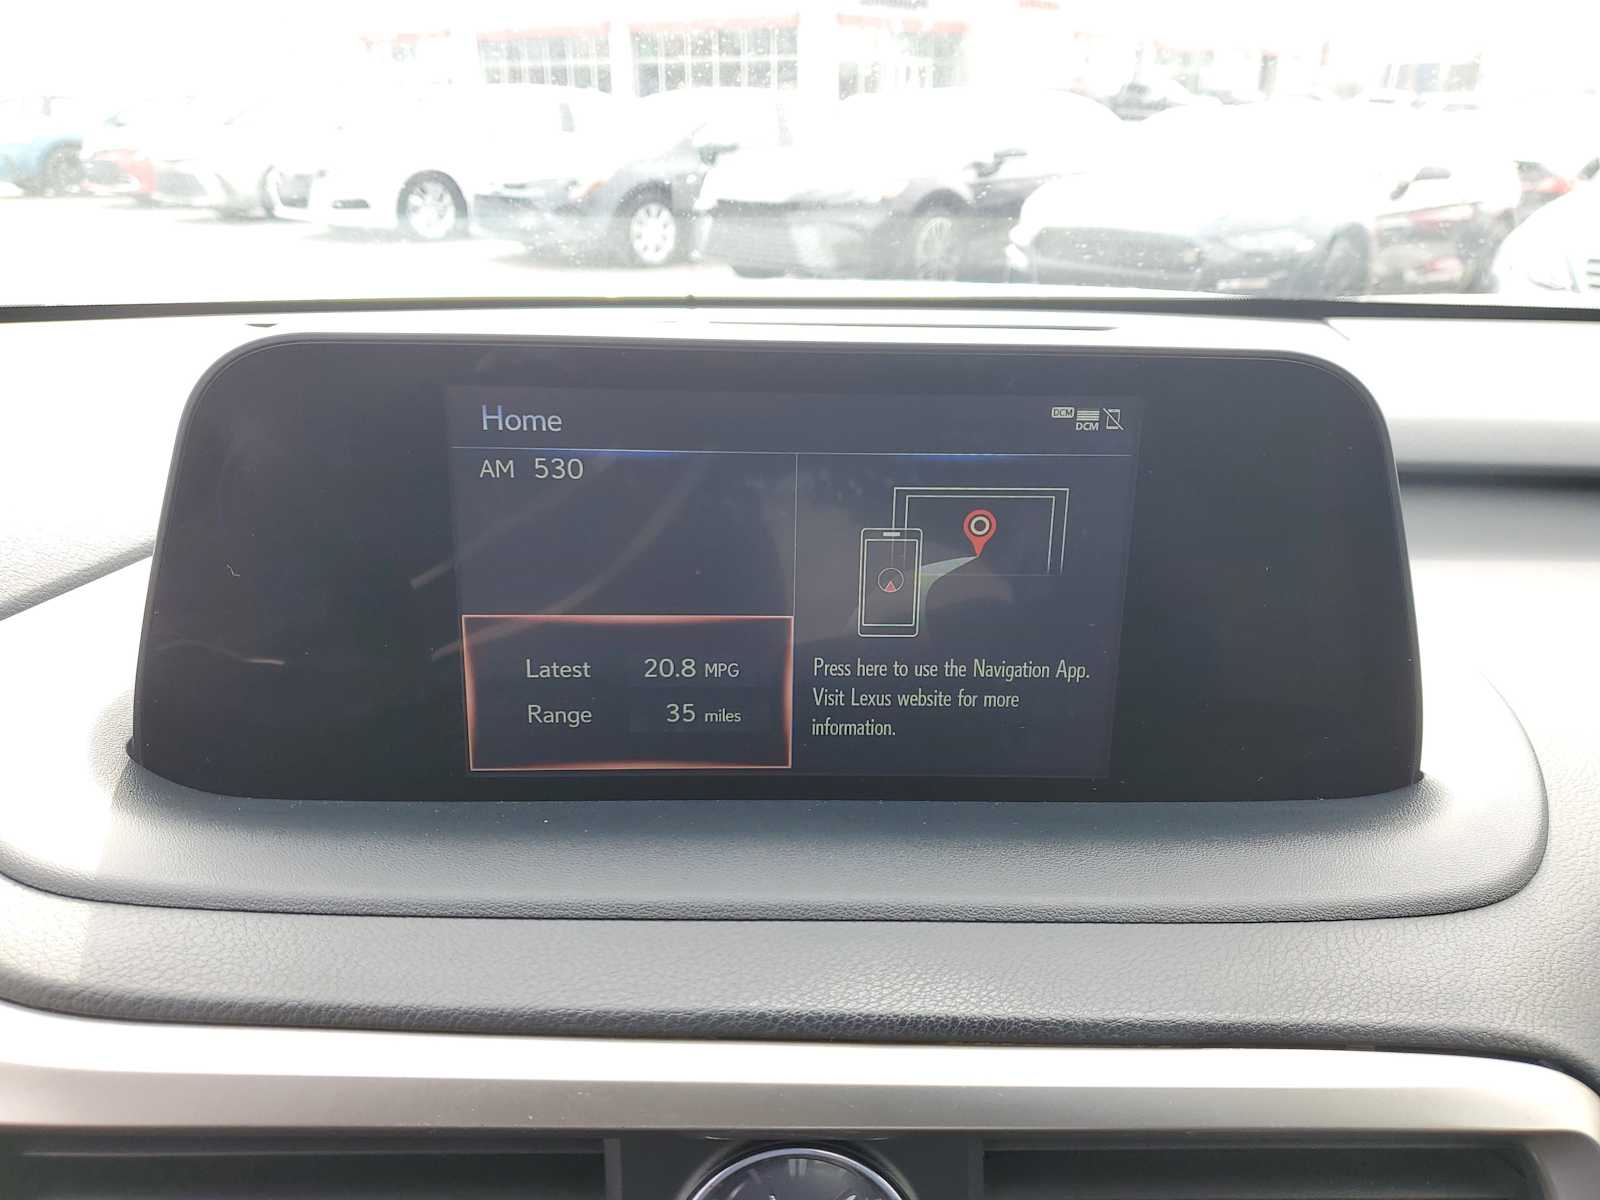 Home
DCM
DCM
AM 530
Latest 20.8 MPG
Range 35 miles
Press here to use the Navigation App.
Visit Lexus website for more
information.